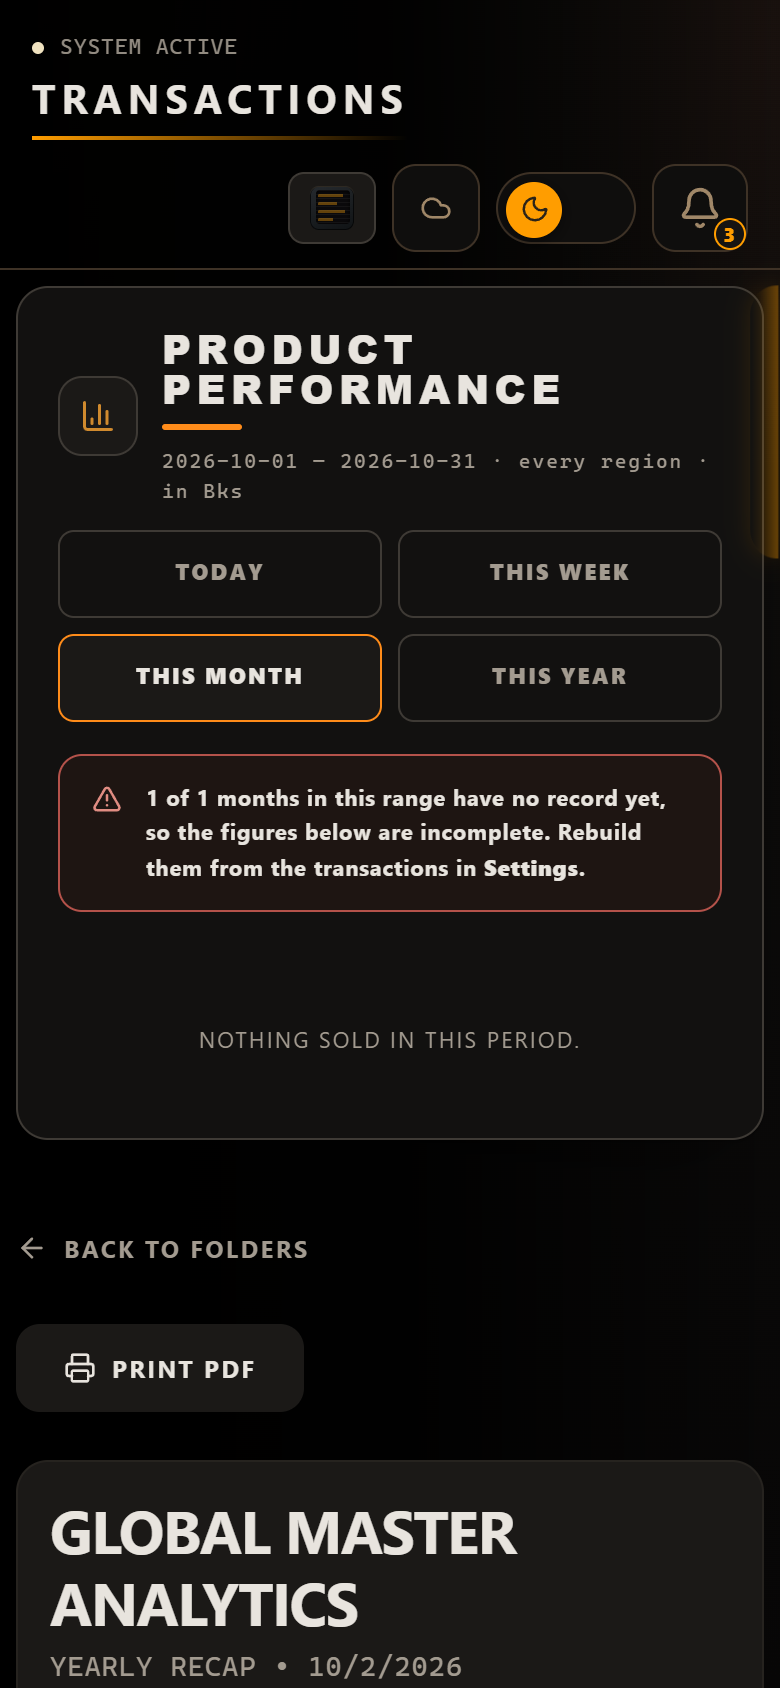 SYSTEM ACTIVE
TRANSACTIONS
3
PRODUCT
PERFORMANCE
2026-10-01 — 2026-10-31 · every region ·
in Bks
TODAY
THIS WEEK
THIS MONTH
THIS YEAR
1 of 1 months in this range have no record yet,
so the figures below are incomplete. Rebuild
them from the transactions in Settings.
NOTHING SOLD IN THIS PERIOD.
BACK TO FOLDERS
PRINT PDF
GLOBAL MASTER
ANALYTICS
YEARLY RECAP • 10/2/2026